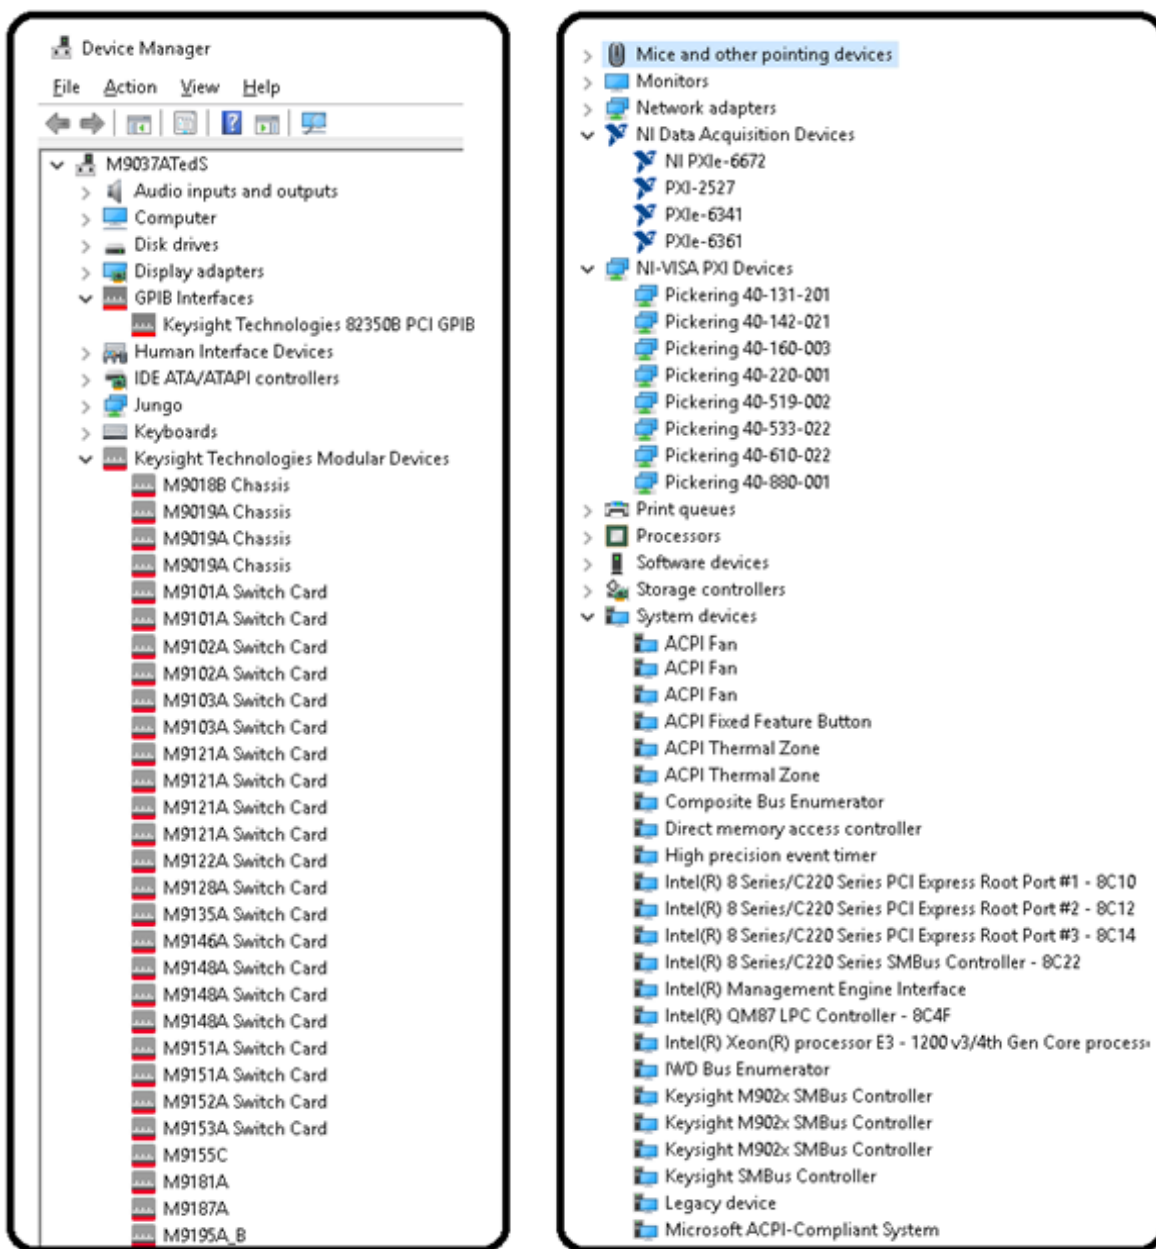 Device Manager
File Action View Help
M9037ATedS
Audio inputs and outputs
Computer
Disk drives
Display adapters
GPIB Interfaces
Keysight Technologies 82350B PCI GPIB
Human Interface Devices
IDE ATA/ATAPI controllers
Jungo
Keyboards
Keysight Technologies Modular Devices
M9018B Chassis
M9019A Chassis
M9019A Chassis
M9019A Chassis
M9101A Switch Card
M9101A Switch Card
M9102A Switch Card
M9102A Switch Card
M9103A Switch Card
M9103A Switch Card
M9121A Switch Card
M9121A Switch Card
M9121A Switch Card
M9121A Switch Card
M9122A Switch Card
M9128A Switch Card
M9135A Switch Card
M9146A Switch Card
M9148A Switch Card
M9148A Switch Card
M9148A Switch Card
M9151A Switch Card
M9151A Switch Card
M9152A Switch Card
M9153A Switch Card
M9155C
M9181A
M9187A
M9195A_B
Mice and other pointing devices
Monitors
Network adapters
NI Data Acquisition Devices
NI PXIe-6672
PXI-2527
PXIe-6341
PXIe-6361
NI-VISA PXI Devices
Pickering 40-131-201
Pickering 40-142-021
Pickering 40-160-003
Pickering 40-220-001
Pickering 40-519-002
Pickering 40-533-022
Pickering 40-610-022
Pickering 40-880-001
Print queues
Processors
Software devices
Storage controllers
System devices
ACPI Fan
ACPI Fan
ACPI Fan
ACPI Fixed Feature Button
ACPI Thermal Zone
ACPI Thermal Zone
Composite Bus Enumerator
Direct memory access controller
High precision event timer
Intel(R) 8 Series/C220 Series PCI Express Root Port #1 - 8C10
Intel(R) 8 Series/C220 Series PCI Express Root Port #2 - 8C12
Intel(R) 8 Series/C220 Series PCI Express Root Port #3 - 8C14
Intel(R) 8 Series/C220 Series SMBus Controller - 8C22
Intel(R) Management Engine Interface
Intel(R) QM87 LPC Controller - 8C4F
Intel(R) Xeon(R) processor E3 - 1200 v3/4th Gen Core process
IWD Bus Enumerator
Keysight M902x SMBus Controller
Keysight M902x SMBus Controller
Keysight M902x SMBus Controller
Keysight SMBus Controller
Legacy device
Microsoft ACPI-Compliant System